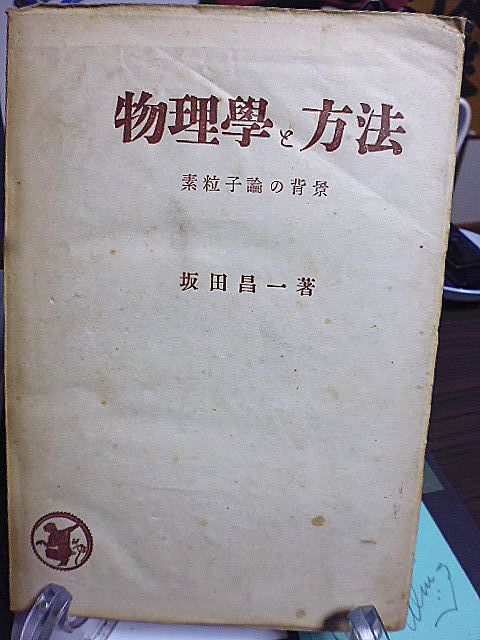 物理學と方法
素粒子論の背景
坂田昌一著